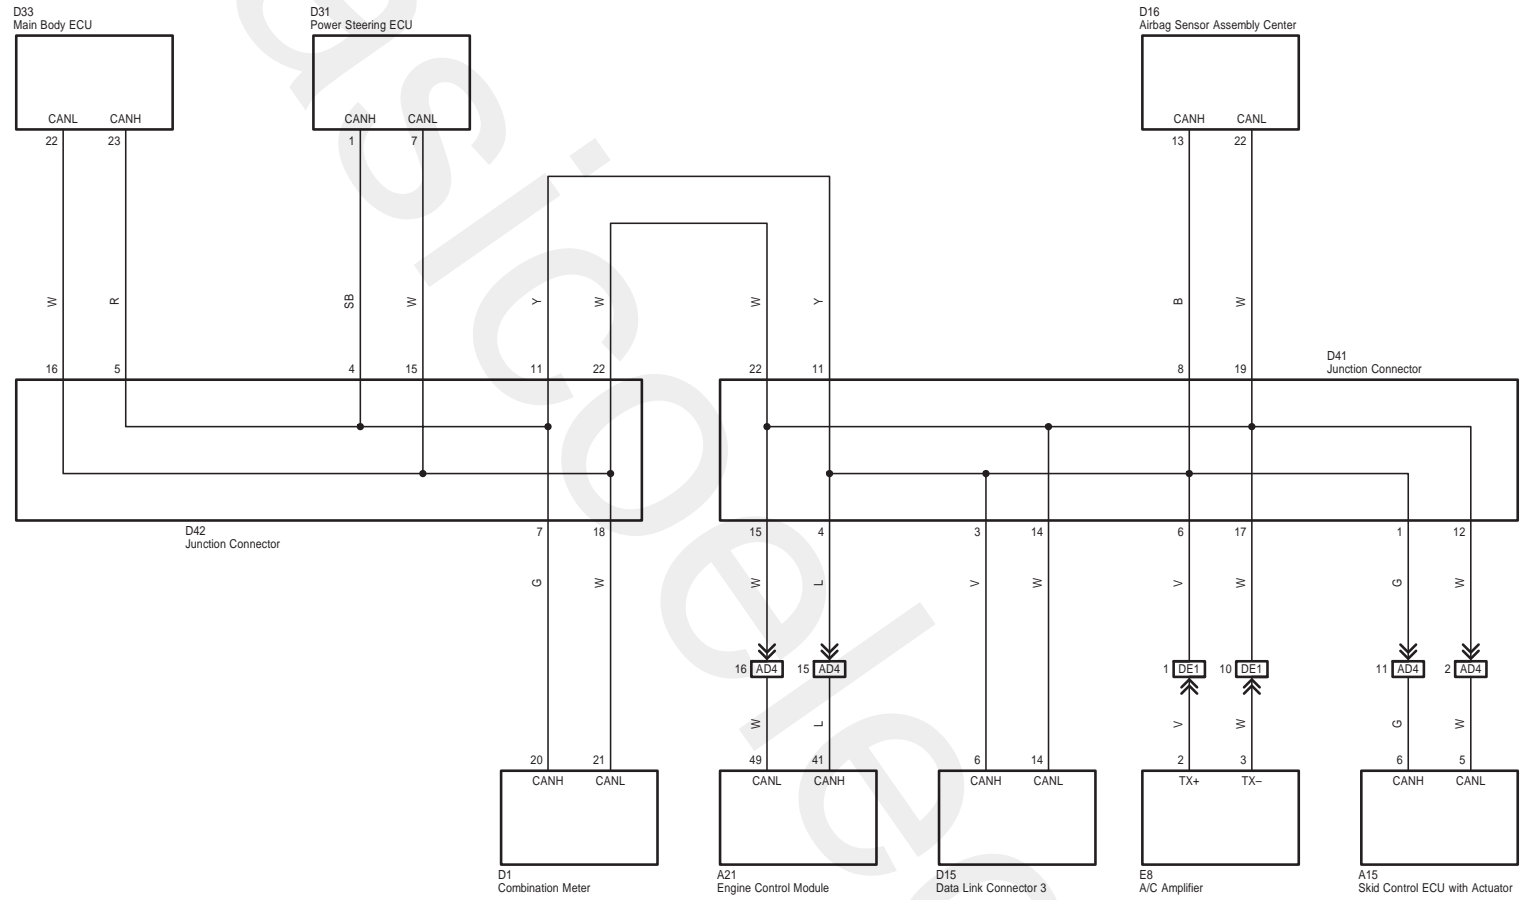 D33
Main Body ECU
D31
Power Steering ECU
D16
Airbag Sensor Assembly Center
CANL CANH
CANH CANL
CANH CANL
22 23
1 7
13 22
W R SB W Y W W Y B W
D41
Junction Connector
16 5 4 15 11 22 22 11 8 19
D42
Junction Connector
7 18 15 4 3 14 6 17 1 12
G W W L V W V W G W
16 AD4 15 AD4 1 DE1 10 DE1 11 AD4 2 AD4
W L V W G W
20 21 49 41 6 14 2 3 6 5
CANH CANL
CANL CANH
CANH CANL
TX+ TX–
CANH CANL
D1
Combination Meter
A21
Engine Control Module
D15
Data Link Connector 3
E8
A/C Amplifier
A15
Skid Control ECU with Actuator